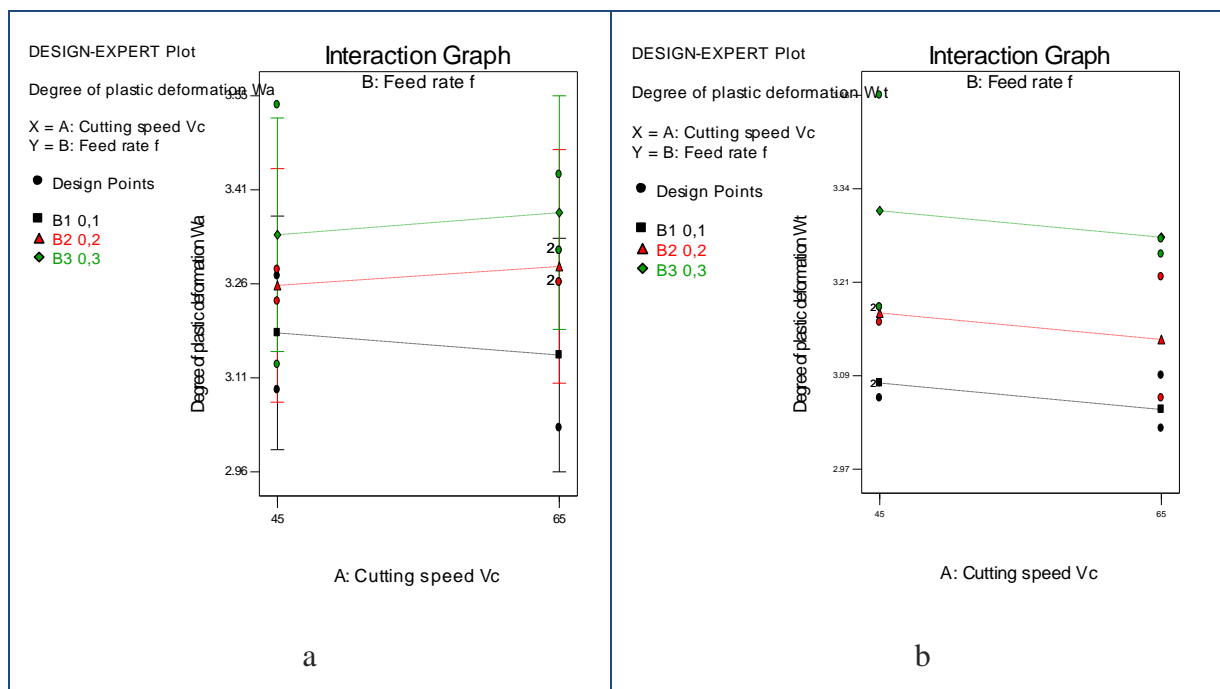 DESIGN-EXPERT Plot
Degree of plastic deformation Wa
X = A: Cutting speed Vc
Y = B: Feed rate f
Design Points
B1 0,1
B2 0,2
B3 0,3
Interaction Graph
B: Feed rate f
Degree of plastic deformation Wa
3.55
3.41
3.26
3.11
2.96
2
2
45
65
A: Cutting speed Vc
a
DESIGN-EXPERT Plot
Degree of plastic deformation Wt
X = A: Cutting speed Vc
Y = B: Feed rate f
Design Points
B1 0,1
B2 0,2
B3 0,3
Interaction Graph
B: Feed rate f
Degree of plastic deformation Wt
3.34
3.21
3.09
2.97
2
2
45
65
A: Cutting speed Vc
b